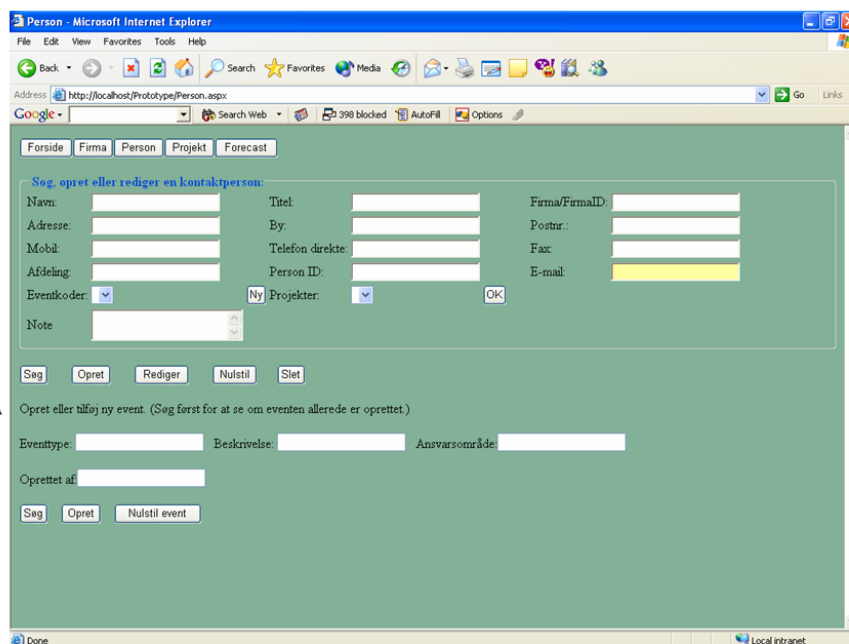 Person - Microsoft Internet Explorer
File Edit View Favorites Tools Help
Back Search Favorites Media
Address http://localhost/Prototype/Person.aspx Go Links
Google Search Web 398 blocked AutoFill Options
Forside Firma Person Projekt Forecast
Søg, opret eller rediger en kontaktperson:
Navn: Titel: Firma/FirmaID:
Adresse: By: Postnr.:
Mobil: Telefon direkte: Fax:
Afdeling: Person ID: E-mail:
Eventkoder: Ny Projekter: OK
Note
Søg Opret Rediger Nulstil Slet
Opret eller tilføj ny event. (Søg først for at se om eventen allerede er oprettet.)
Eventtype: Beskrivelse: Ansvarsområde:
Oprettet af:
Søg Opret Nulstil event
Done Local intranet